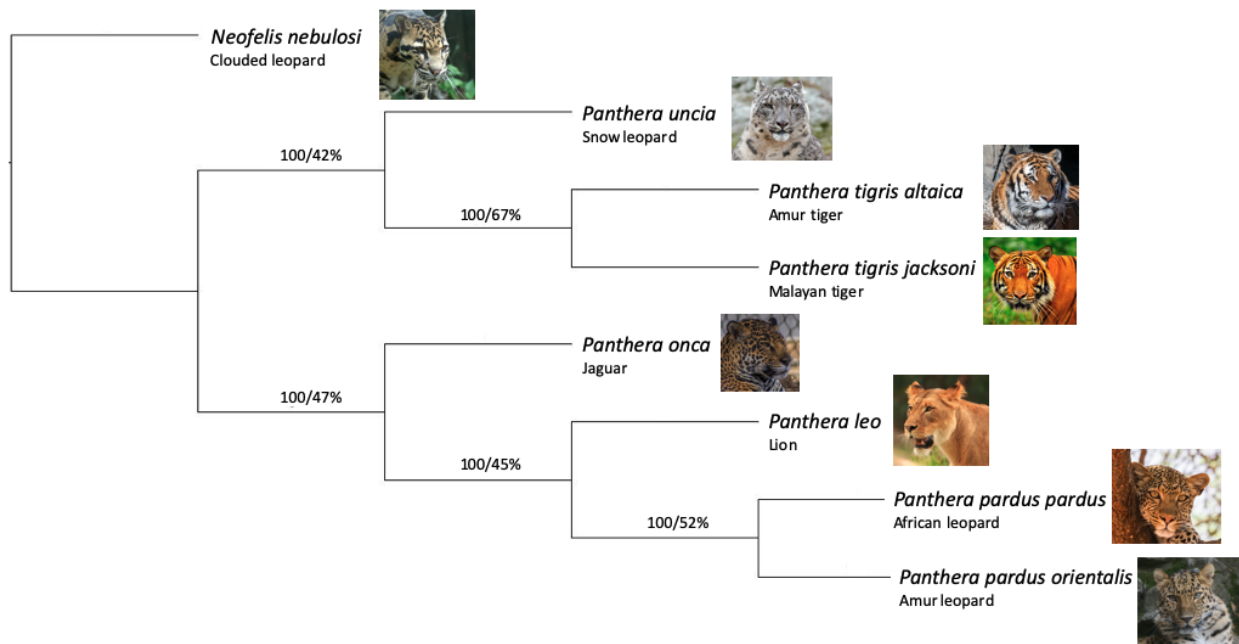 Neofelis nebulosi
Clouded leopard
Panthera uncia
Snow leopard
100/42%
Panthera tigris altaica
Amur tiger
100/67%
Panthera tigris jacksoni
Malayan tiger
Panthera onca
Jaguar
100/47%
Panthera leo
Lion
100/45%
Panthera pardus pardus
African leopard
100/52%
Panthera pardus orientalis
Amur leopard